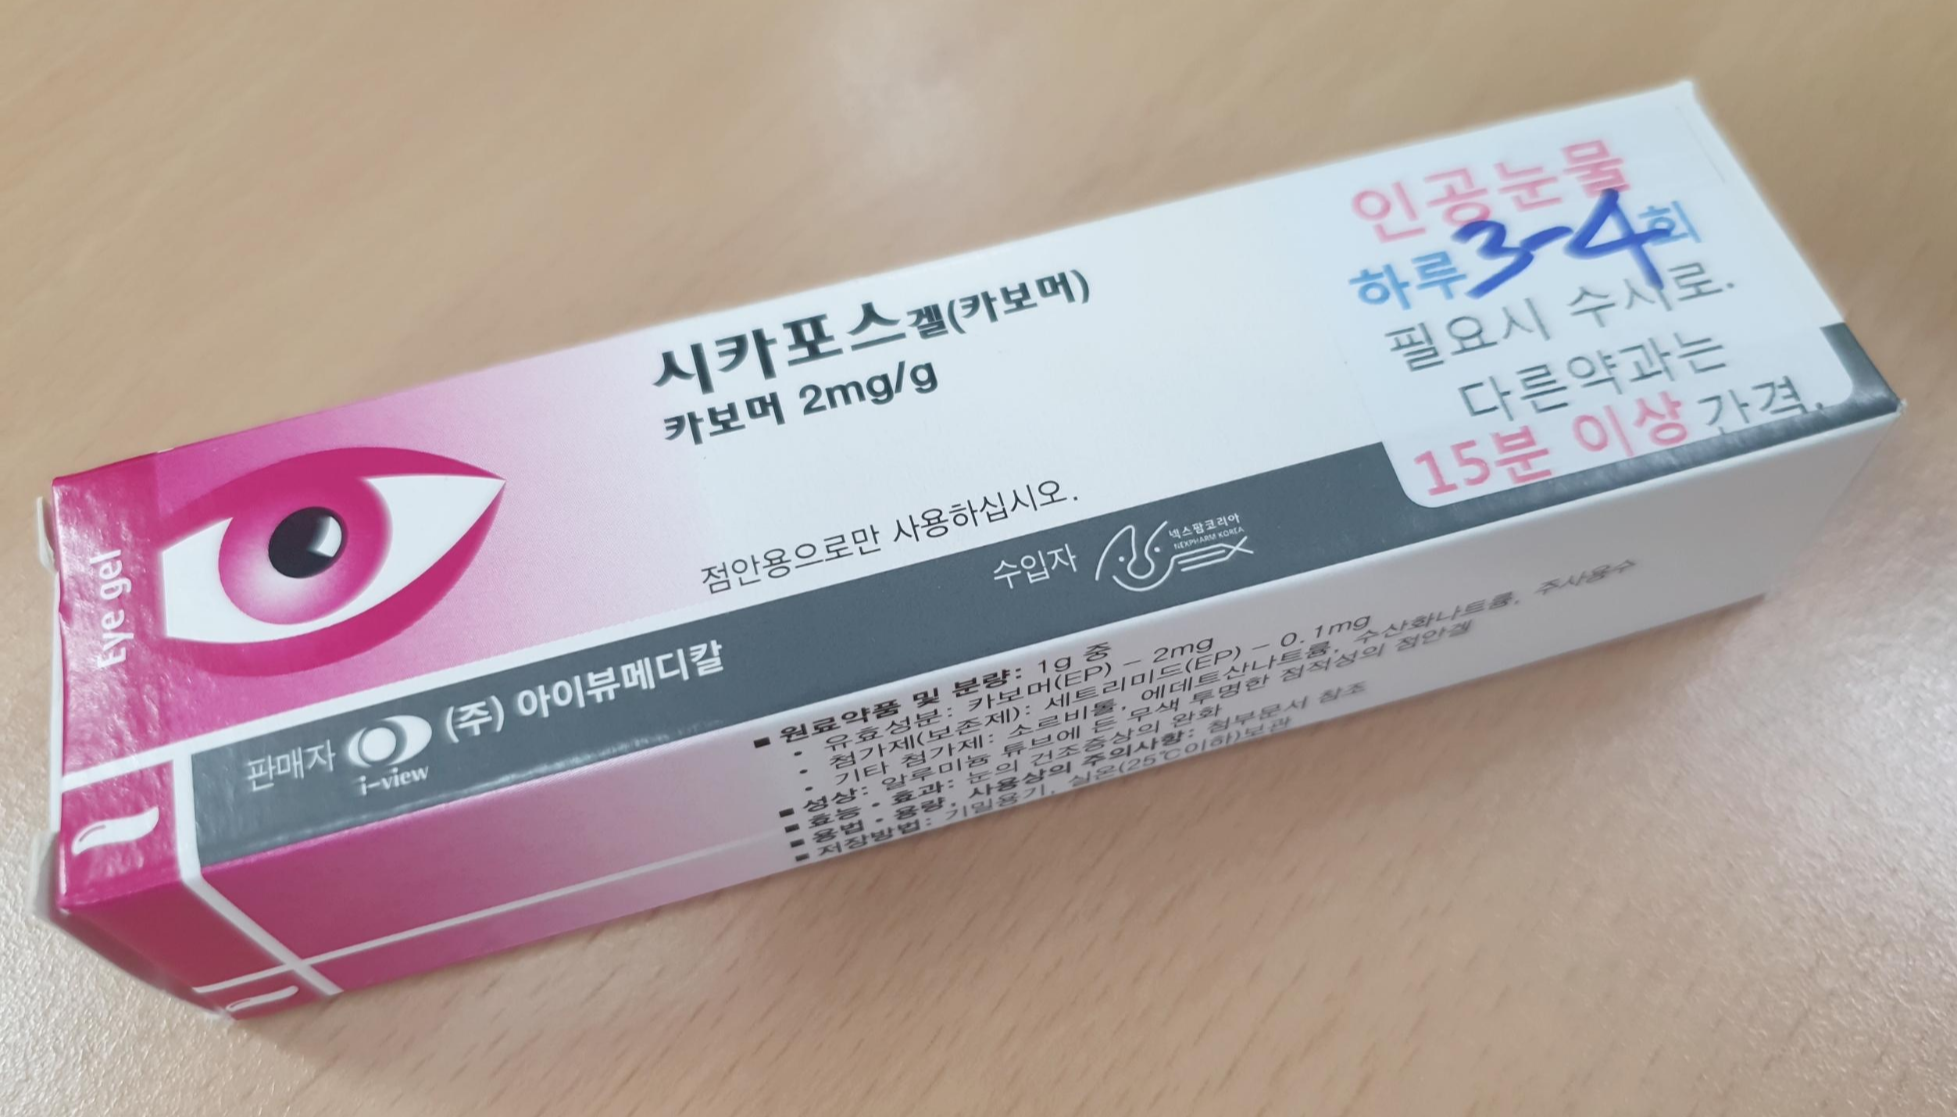 Eye gel
시카포스겔(카보머)
카보머 2mg/g
점안용으로만 사용하십시오.
인공눈물
하루 3-4회
필요시 수시로.
다른약과는
15분 이상 간격.
판매자 i-view (주) 아이뷰메디칼
수입자 넥스팜코리아
NEXPHARM KOREA
■ 원료약품 및 분량: 1g 중
• 유효성분: 카보머(EP) – 2mg
• 첨가제(보존제): 세트리미드(EP) – 0.1mg
• 기타 첨가제: 소르비톨, 에데트산나트륨, 수산화나트륨, 주사용수
■ 성상: 알루미늄 튜브에 든 무색 투명한 점적성의 점안겔
■ 효능·효과: 눈의 건조증상의 완화
■ 용법·용량, 사용상의 주의사항: 첨부문서 참조
■ 저장방법: 기밀용기, 실온(25℃이하)보관